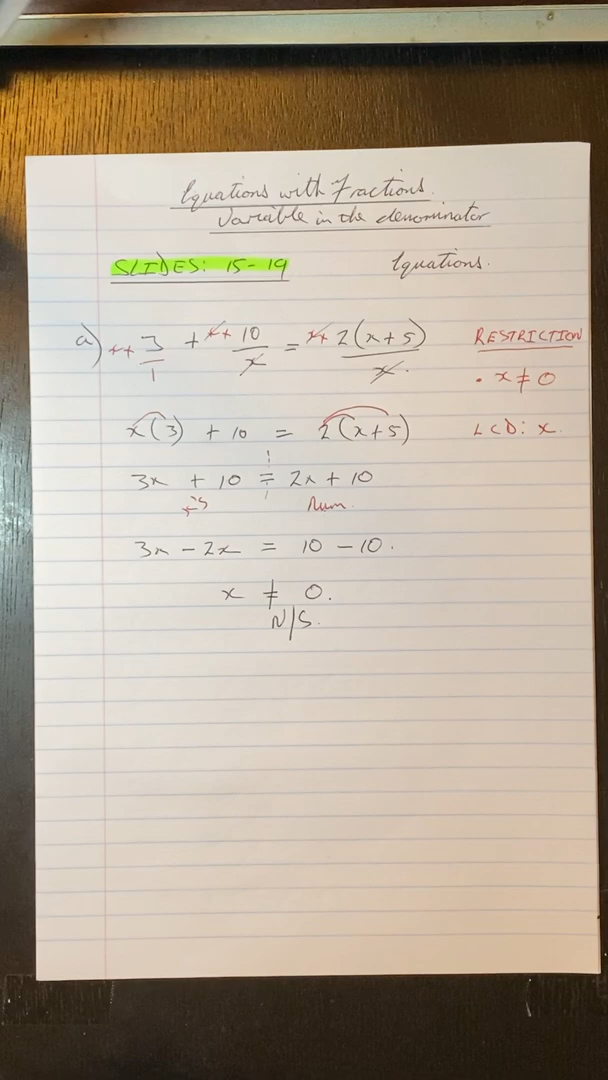 Equations with Fractions.
Variable in the denominator
SLIDES: 15-19 Equations.
a) x× 3/1 + x× 10/x = x× 2(x+5)/x. RESTRICTION
• x ≠ 0
x(3) + 10 = 2(x+5) LCD: x.
3x + 10 = 2x + 10
x's Num.
3x - 2x = 10 - 10.
x ≠ 0.
N/S.